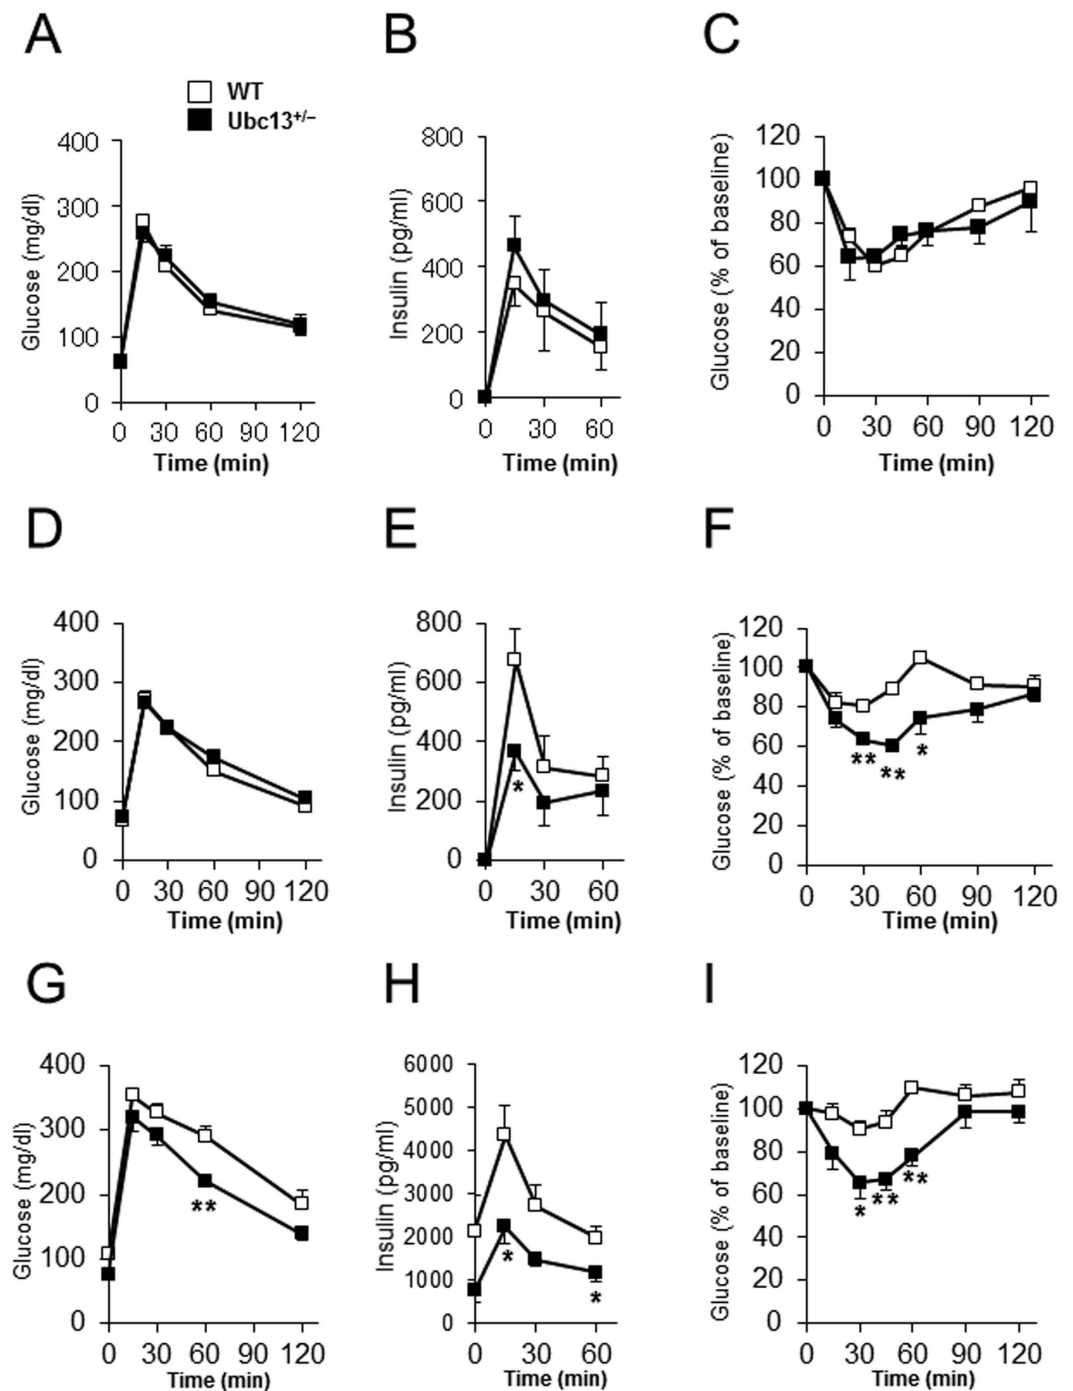 A
B
C
WT
Ubc13+/–
Glucose (mg/dl)
400
300
200
100
0
0 30 60 90 120
Time (min)
Insulin (pg/ml)
800
600
400
200
0
0 30 60
Time (min)
Glucose (% of baseline)
120
100
80
60
40
20
0
0 30 60 90 120
Time (min)
D
E
F
Glucose (mg/dl)
400
300
200
100
0
0 30 60 90 120
Time (min)
Insulin (pg/ml)
800
600
400
200
0
*
0 30 60
Time (min)
Glucose (% of baseline)
120
100
80
60
40
20
0
** ** *
0 30 60 90 120
Time (min)
G
H
I
Glucose (mg/dl)
400
300
200
100
0
**
0 30 60 90 120
Time (min)
Insulin (pg/ml)
6000
5000
4000
3000
2000
1000
0
* *
0 30 60
Time (min)
Glucose (% of baseline)
120
100
80
60
40
20
0
* ** **
0 30 60 90 120
Time (min)